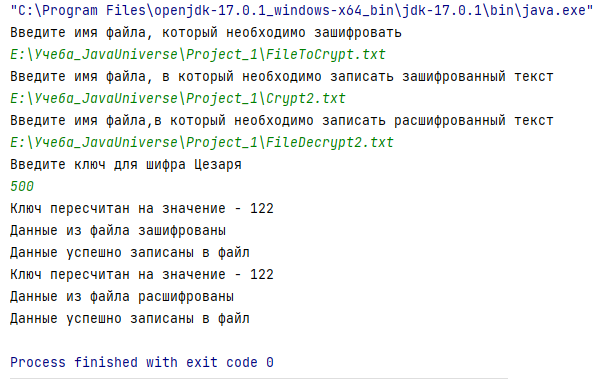 "C:\Program Files\openjdk-17.0.1_windows-x64_bin\jdk-17.0.1\bin\java.exe"
Введите имя файла, который необходимо зашифровать
E:\Учеба_JavaUniverse\Project_1\FileToCrypt.txt
Введите имя файла, в который необходимо записать зашифрованный текст
E:\Учеба_JavaUniverse\Project_1\Crypt2.txt
Введите имя файла,в который необходимо записать расшифрованный текст
E:\Учеба_JavaUniverse\Project_1\FileDecrypt2.txt
Введите ключ для шифра Цезаря
500
Ключ пересчитан на значение - 122
Данные из файла зашифрованы
Данные успешно записаны в файл
Ключ пересчитан на значение - 122
Данные из файла расшифрованы
Данные успешно записаны в файл
Process finished with exit code 0